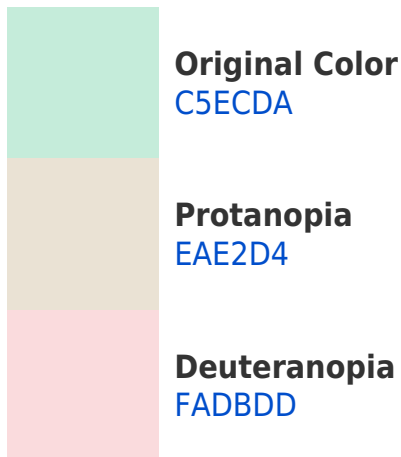 Original Color
C5ECDA
Protanopia
EAE2D4
Deuteranopia
FADBDD